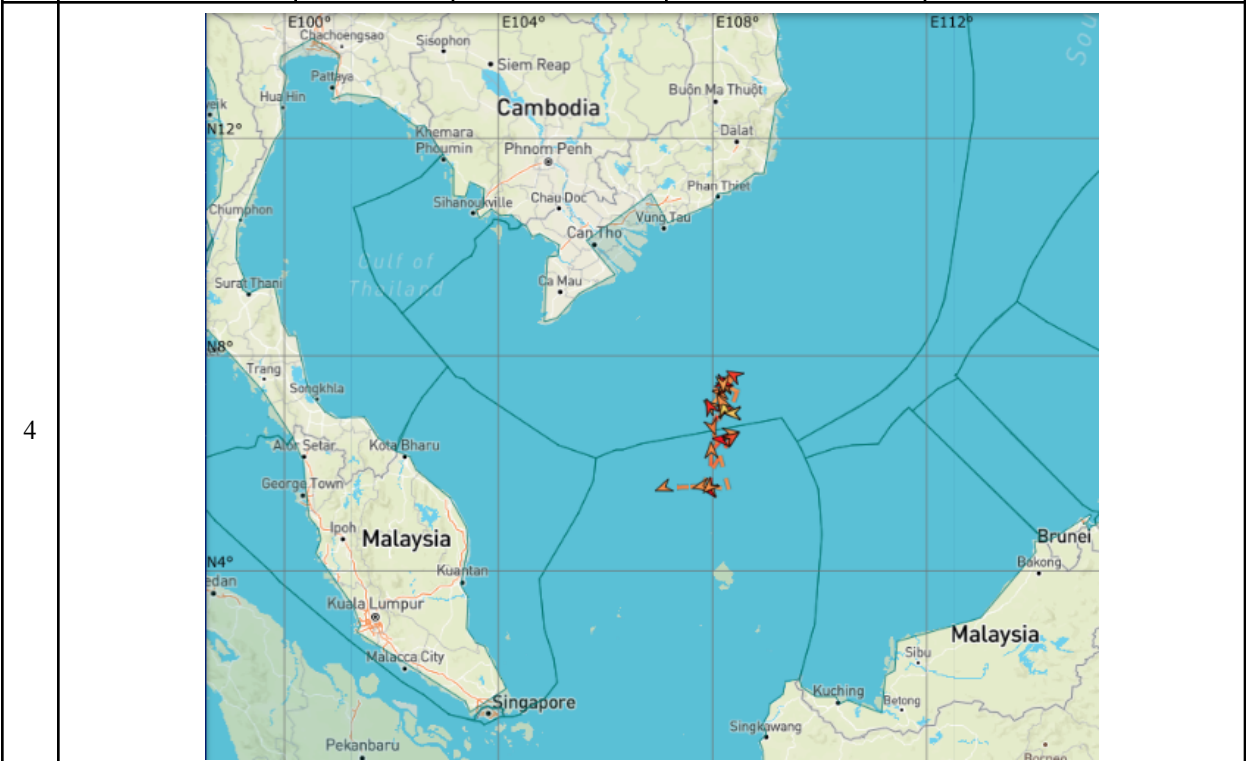 E100° E104° E108° E112°
Chachoengsao
Sisophon
Siem Reap
Pattaya
Buôn Ma Thuột
Hua Hin
Cambodia
N12°
Khemara
Phoumin
Phnom Penh
Dalat
Phan Thiet
Chau Doc
Sihanoukville
Chumphon
Vung Tau
Can Tho
Gulf of
Thailand
Surat Thani
Ca Mau
N8°
Trang
Songkhla
4
Alor Setar
Kota Bharu
George Town
Ipoh
Malaysia
Brunei
N4°
Kuantan
Bakong
Kuala Lumpur
Malaysia
Malacca City
Sibu
Kuching
Betong
Singapore
Singkawang
Pekanbaru